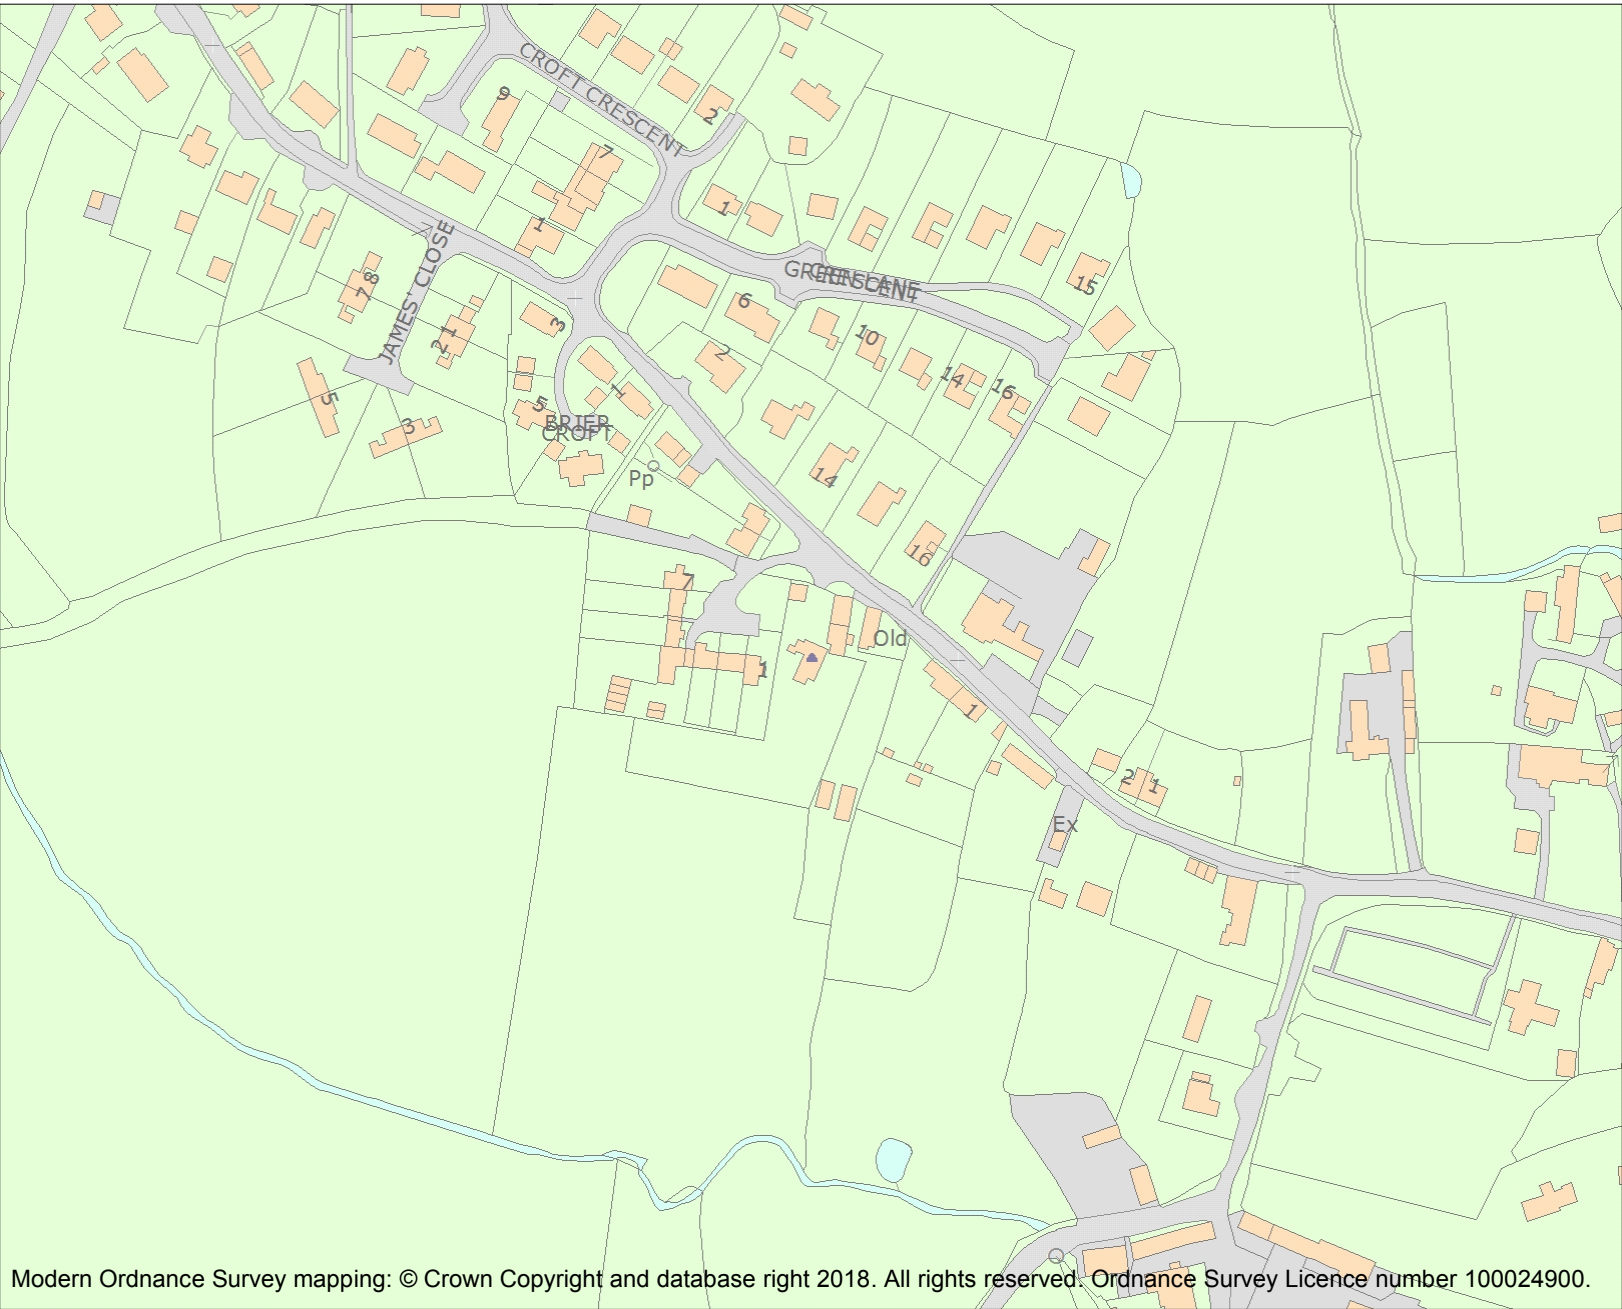 CROFT CRESCENT
9
2
7
1
1
JAMES' CLOSE
7 8
GREEN LANE
CRESCENT
15
6
3
2 1
2
10
14
16
1
5
3
5
BRIER
CROFT
Pp
14
16
7
Old
1
1
2 1
Ex
Modern Ordnance Survey mapping: © Crown Copyright and database right 2018. All rights reserved. Ordnance Survey Licence number 100024900.